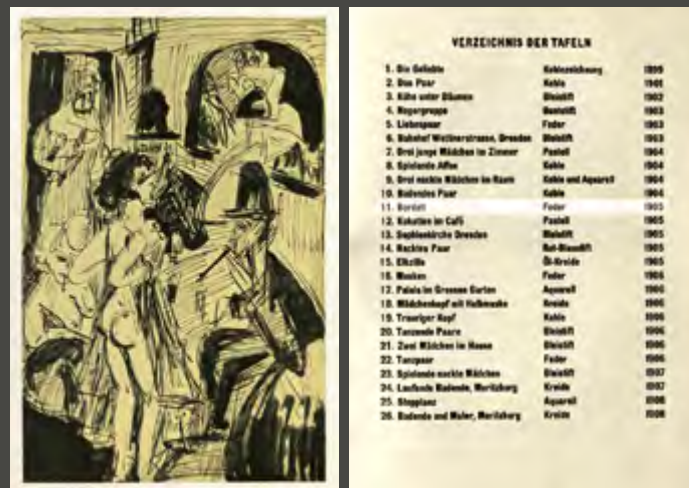 VERZEICHNIS DER TAFELN
1. Die Geliebte Kohlezeichnung 1899
2. Das Paar Kohle 1901
3. Kühe unter Bäumen Bleistift 1902
4. Negergruppe Buntstift 1903
5. Liebespaar Feder 1903
6. Bahnhof Wettinerstrasse, Dresden Bleistift 1903
7. Drei junge Mädchen im Zimmer Pastell 1904
8. Spielende Affen Kohle 1904
9. Drei nackte Mädchen im Raum Kohle und Aquarell 1904
10. Badendes Paar Kohle 1904
11. Bordell Feder 1905
12. Kokotten im Café Pastell 1905
13. Sophienkirche Dresden Bleistift 1905
14. Nacktes Paar Rot-Blaustift 1905
15. Öl-Kreide 1905
16. Masken Feder 1906
17. Palais im Grossen Garten Aquarell 1906
18. Mädchenkopf mit Halbmaske Kreide 1906
19. Trauriger Kopf Kohle 1906
20. Tanzende Paare Bleistift 1906
21. Zwei Mädchen im Bleistift 1906
22. Tanzpaar Feder 1906
23. Spielende nackte Mädchen Bleistift 1907
24. Laufende Badende, Moritzburg Kreide 1907
25. Stepptanz Aquarell 1908
26. Badende und Maler, Moritzburg Kreide 1908